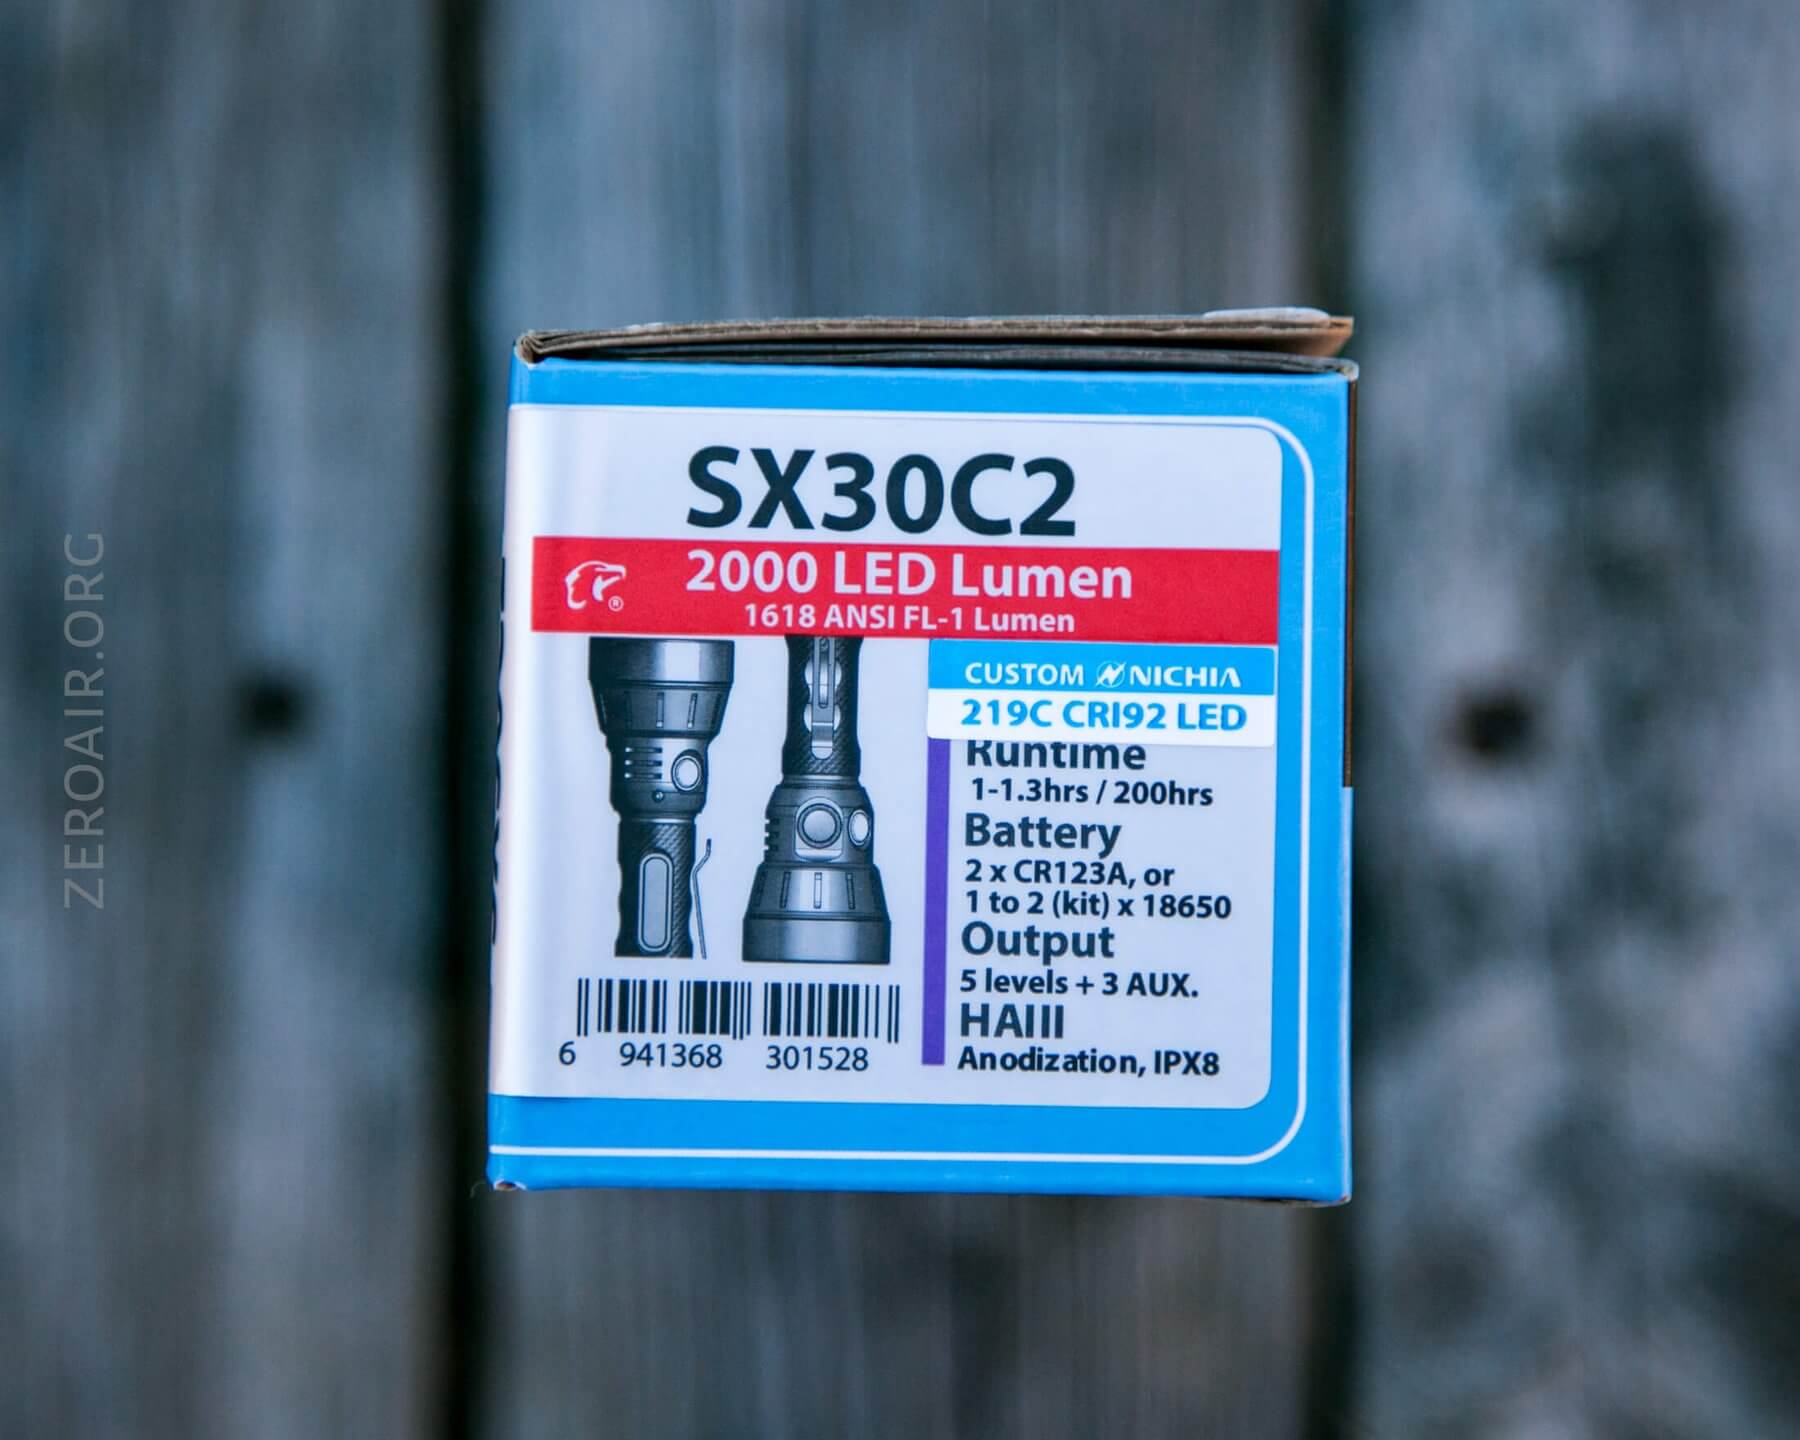 SX30C2
2000 LED Lumen
1618 ANSI FL-1 Lumen
®
CUSTOM NICHIA
219C CRI92 LED
Runtime
1-1.3hrs / 200hrs
Battery
2 x CR123A, or
1 to 2 (kit) x 18650
Output
5 levels + 3 AUX.
HAIII
Anodization, IPX8
6 941368 301528
ZEROAIR.ORG